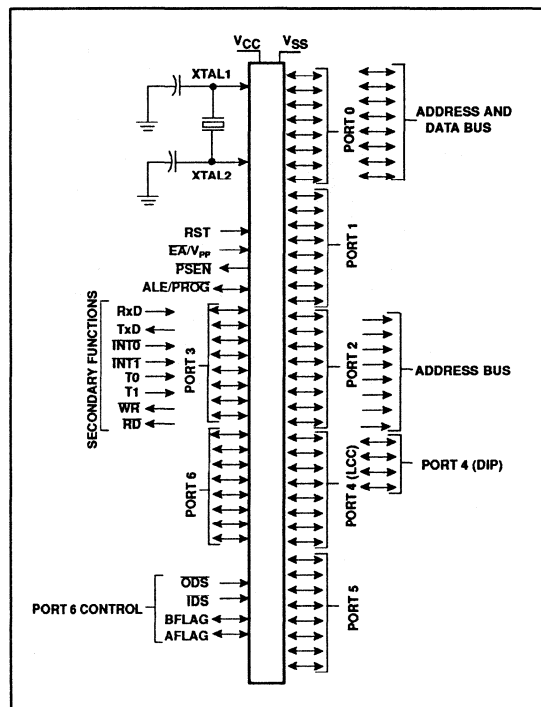 VCC VSS
XTAL1
XTAL2
PORT 0
ADDRESS AND
DATA BUS
PORT 1
RST
EA/VPP
PSEN
ALE/PROG
SECONDARY FUNCTIONS
RxD
TxD
INT0
INT1
T0
T1
WR
RD
PORT 3
PORT 2
ADDRESS BUS
PORT 6
PORT 4 (LCC)
PORT 4 (DIP)
PORT 6 CONTROL
ODS
IDS
BFLAG
AFLAG
PORT 5